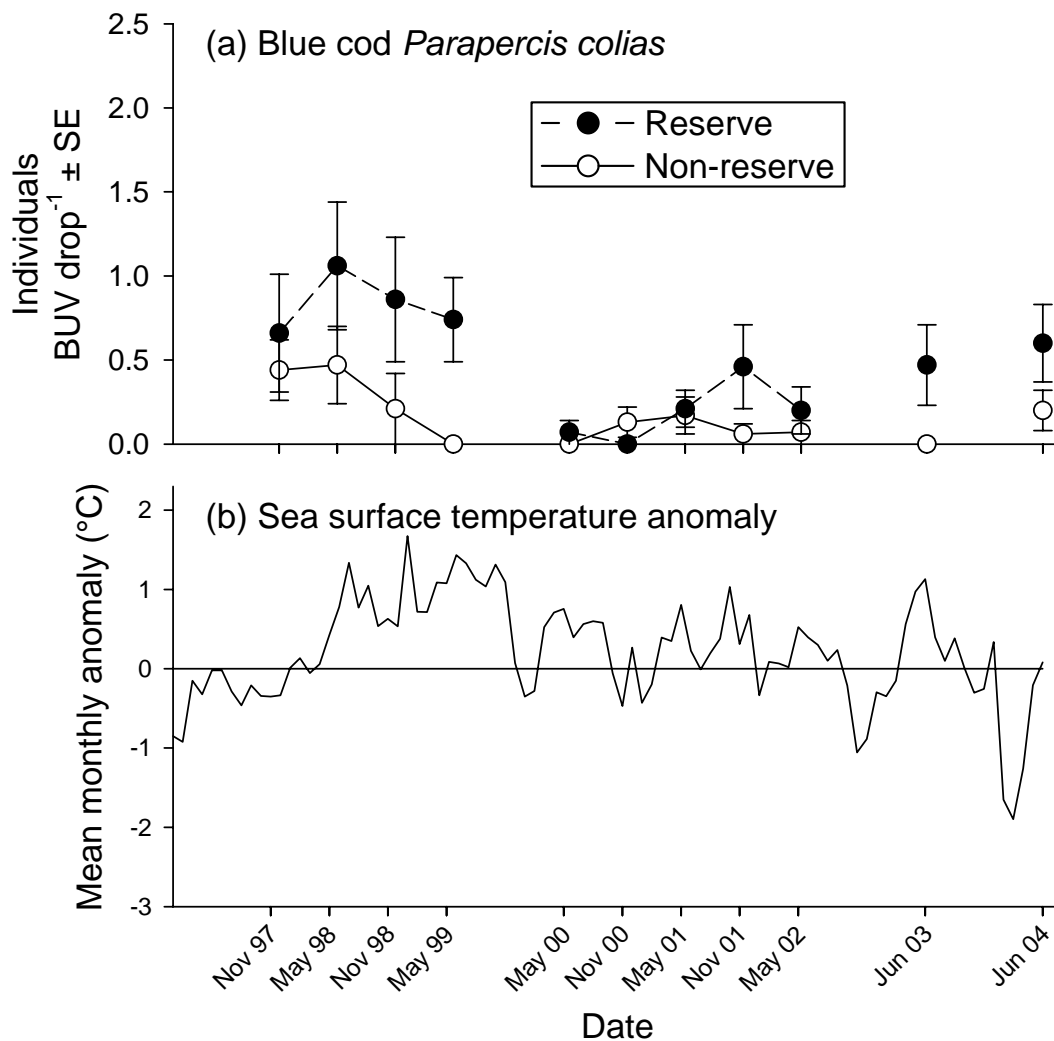 (a) Blue cod Parapercis colias
Individuals
BUV drop⁻¹ ± SE
2.5
2.0
1.5
1.0
0.5
0.0
Reserve
Non-reserve
(b) Sea surface temperature anomaly
Mean monthly anomaly (°C)
2
1
0
-1
-2
-3
Nov 97
May 98
Nov 98
May 99
May 00
Nov 00
May 01
Nov 01
May 02
Jun 03
Jun 04
Date